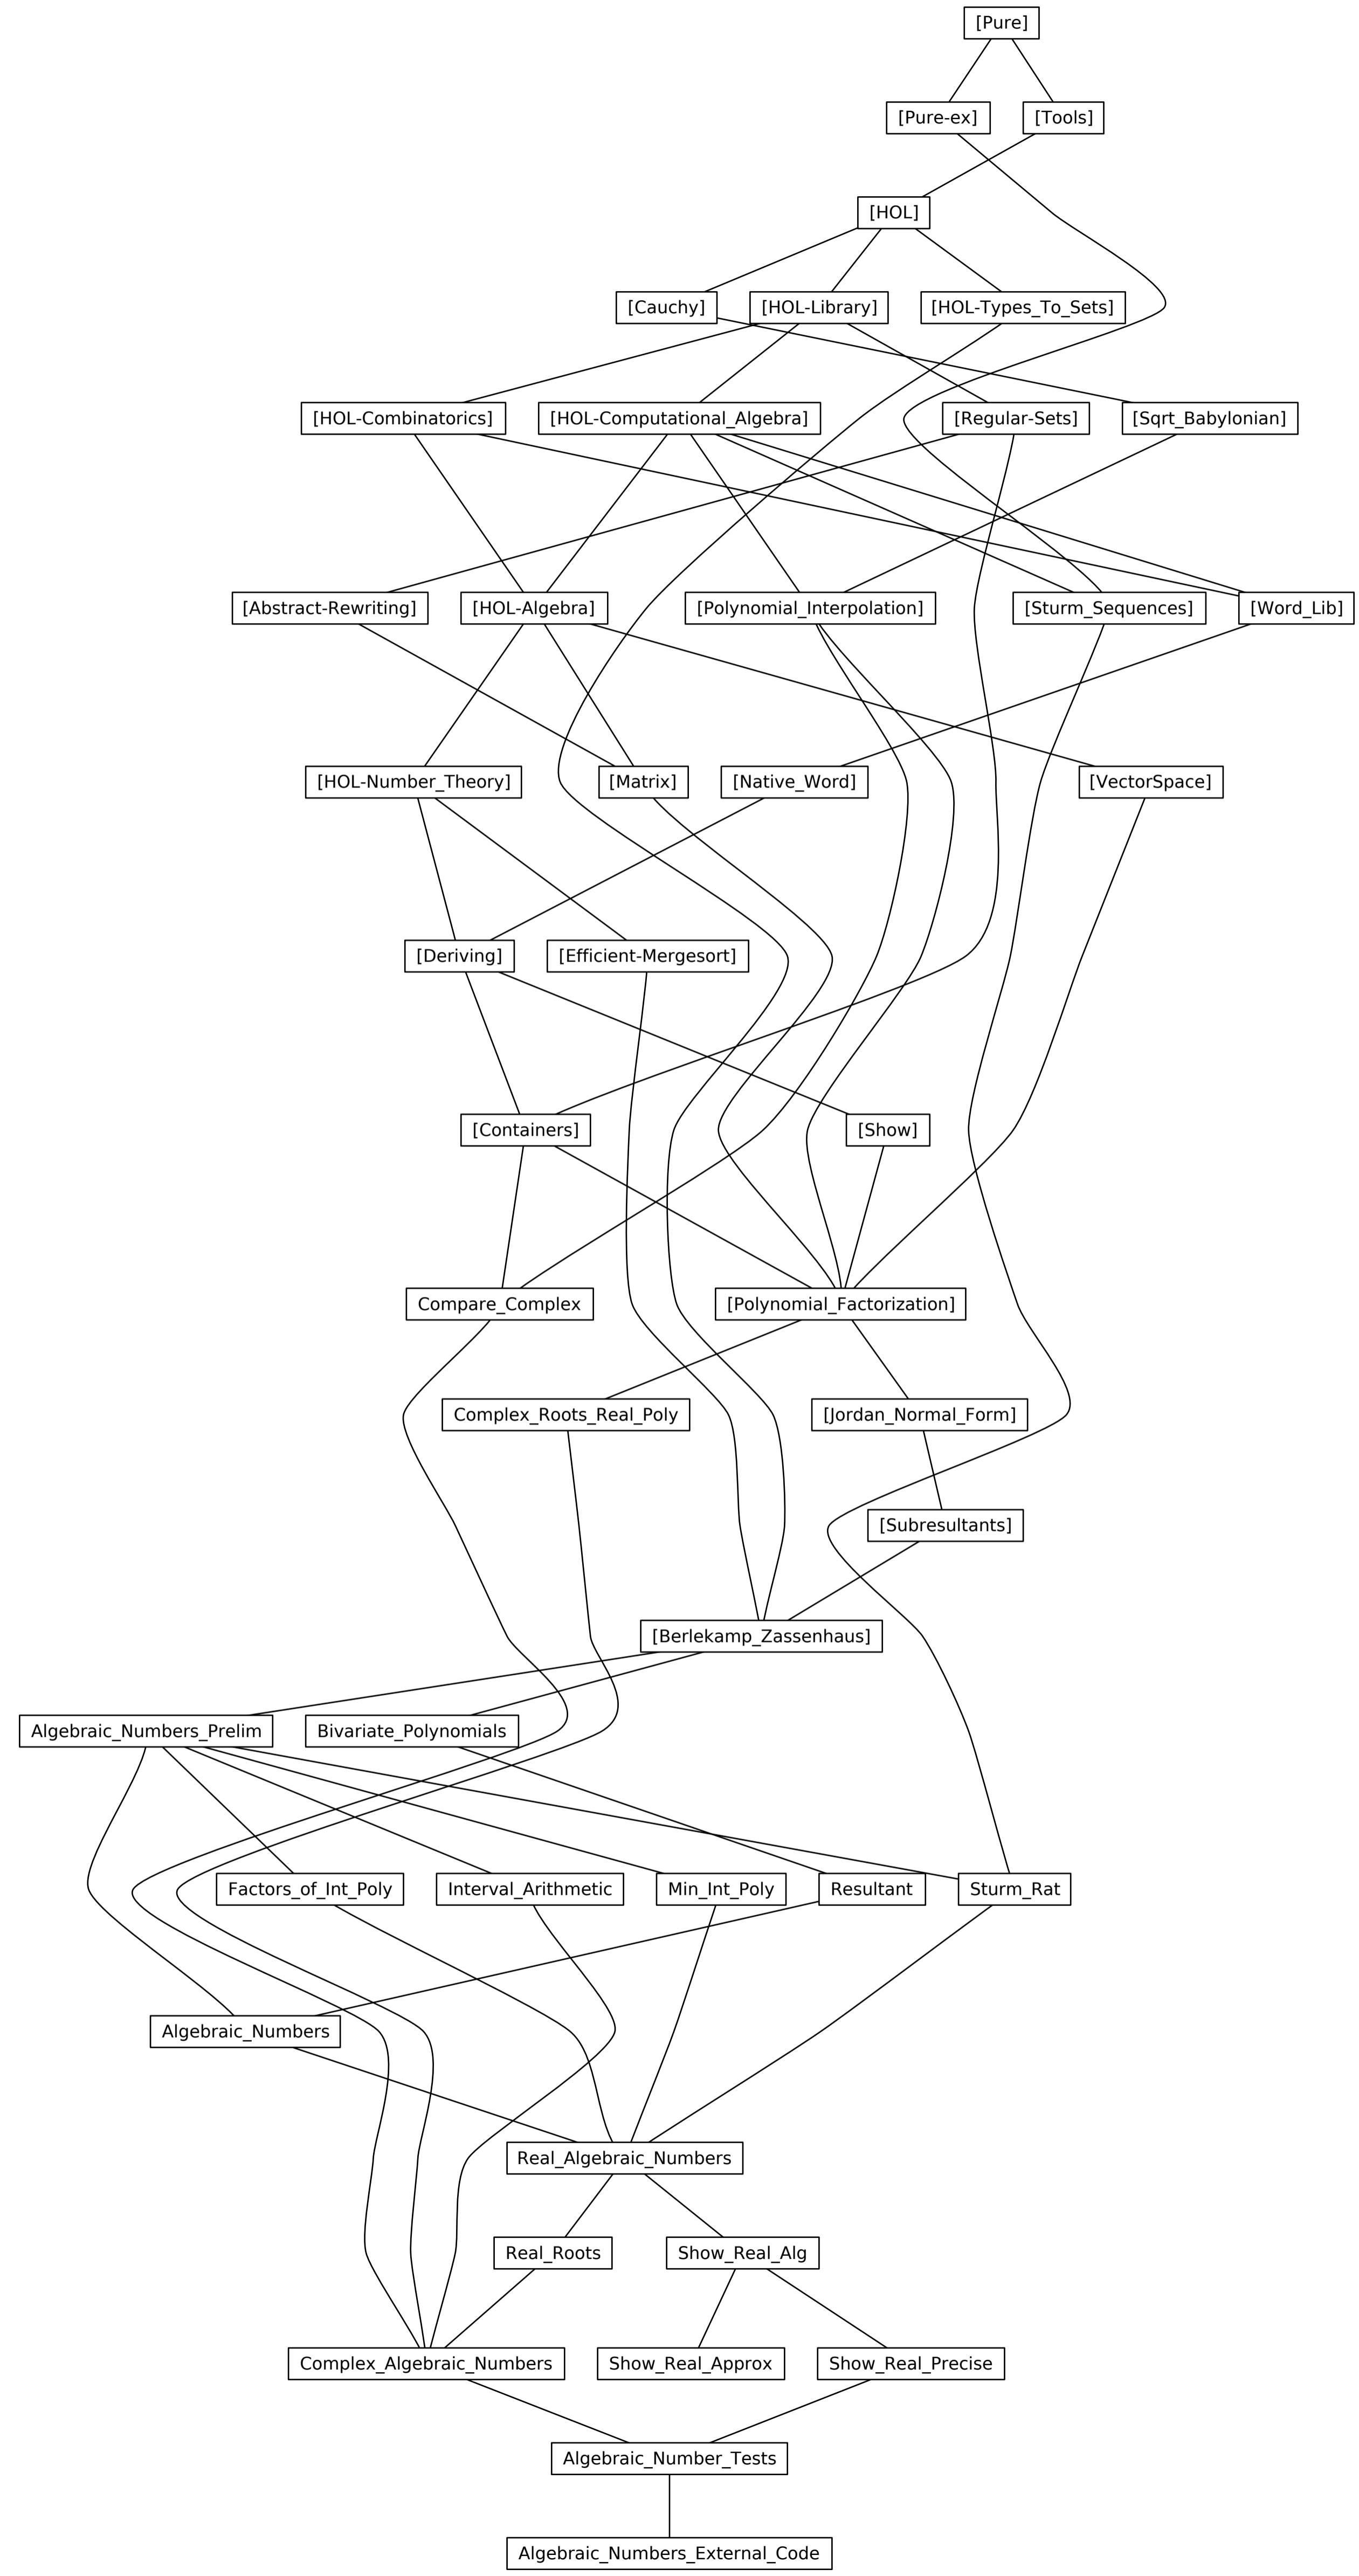 [Pure]
[Pure-ex]
[Tools]
[HOL]
[Cauchy]
[HOL-Library]
[HOL-Types_To_Sets]
[HOL-Combinatorics]
[HOL-Computational_Algebra]
[Regular-Sets]
[Sqrt_Babylonian]
[Abstract-Rewriting]
[HOL-Algebra]
[Polynomial_Interpolation]
[Sturm_Sequences]
[Word_Lib]
[HOL-Number_Theory]
[Matrix]
[Native_Word]
[VectorSpace]
[Deriving]
[Efficient-Mergesort]
[Containers]
[Show]
Compare_Complex
[Polynomial_Factorization]
Complex_Roots_Real_Poly
[Jordan_Normal_Form]
[Subresultants]
[Berlekamp_Zassenhaus]
Algebraic_Numbers_Prelim
Bivariate_Polynomials
Factors_of_Int_Poly
Interval_Arithmetic
Min_Int_Poly
Resultant
Sturm_Rat
Algebraic_Numbers
Real_Algebraic_Numbers
Real_Roots
Show_Real_Alg
Complex_Algebraic_Numbers
Show_Real_Approx
Show_Real_Precise
Algebraic_Number_Tests
Algebraic_Numbers_External_Code